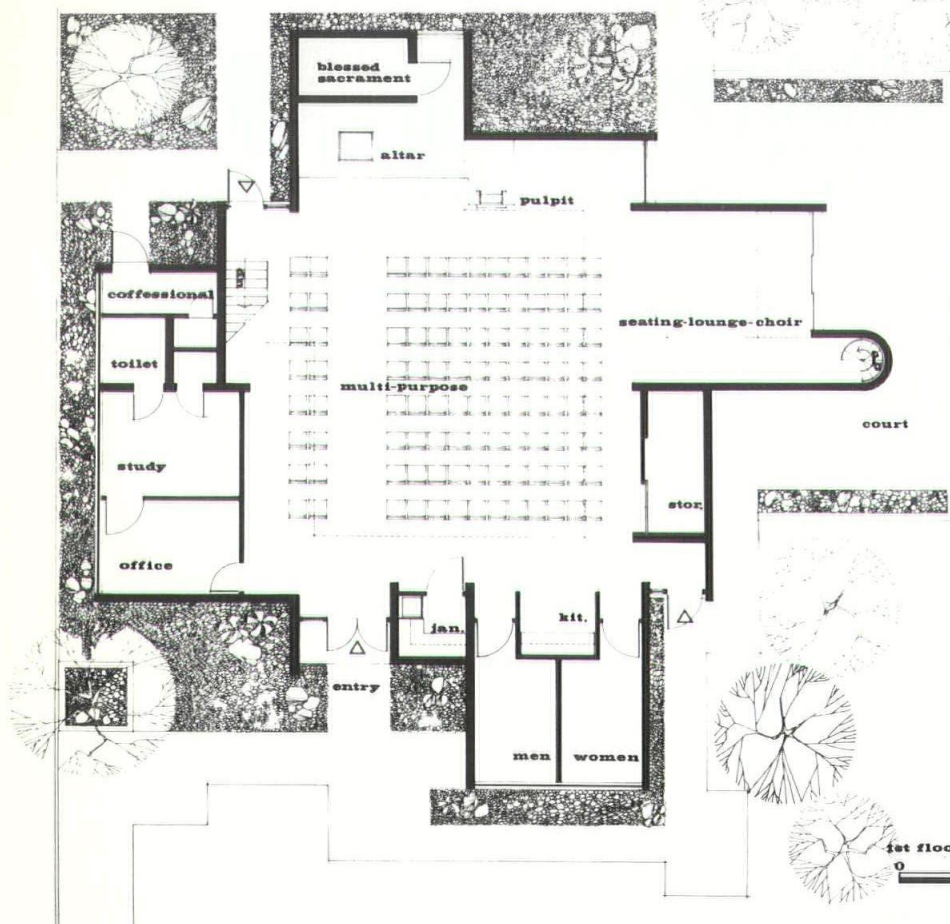 blessed
sacrament
altar
pulpit
coffessional
seating-lounge-choir
toilet
multi-purpose
court
study
stor.
office
jan.
kit.
entry
men
women
1st floo
0